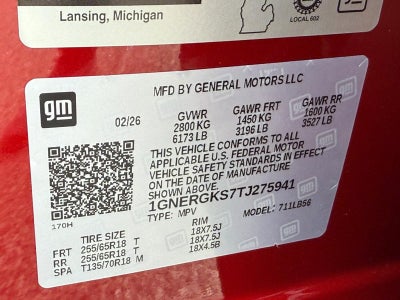 Lansing, Michigan
LOCAL 602
gm
MFD BY GENERAL MOTORS LLC
02/26 GVWR GAWR FRT GAWR RR
2800 KG 1450 KG 1600 KG
6173 LB 3196 LB 3527 LB
THIS VEHICLE CONFORMS TO ALL
APPLICABLE U.S. FEDERAL MOTOR
VEHICLE SAFETY STANDARDS IN EFFECT
ON THE DATE OF MANUFACTURE
SHOWN ABOVE.
1GNERGKS7TJ275941
TYPE: MPV MODEL: 711LB56
170H
TIRE SIZE RIM
FRT 255/65R18 T 18X7.5J
RR 255/65R18 T 18X7.5J
SPA T135/70R18 M 18X4.5B